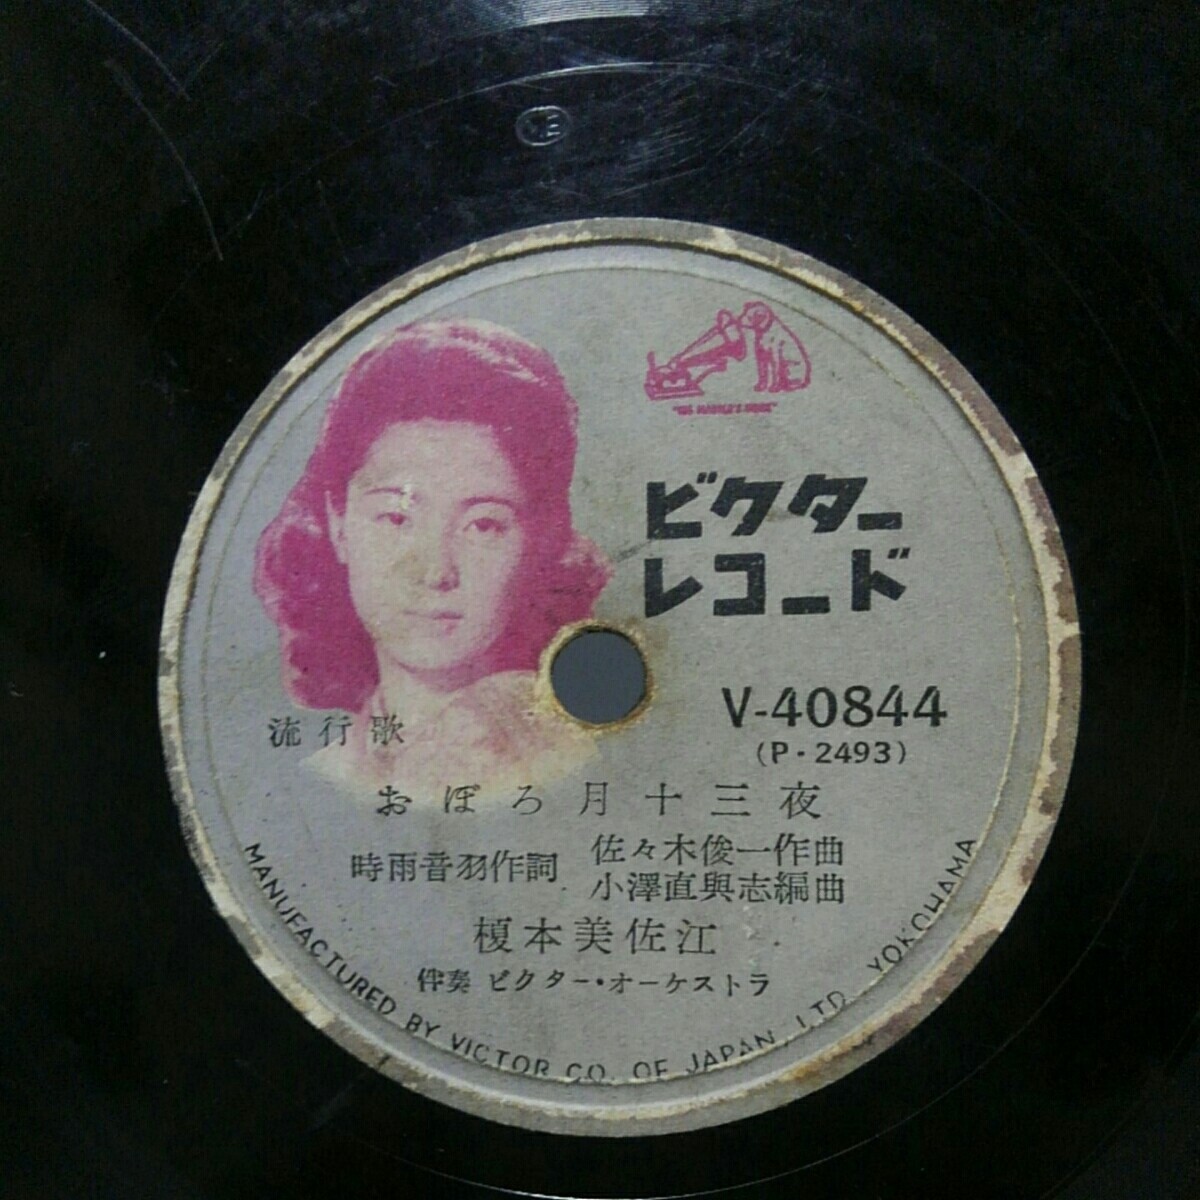 "HIS MASTER'S VOICE"
ビクター
レコード
V-40844
(P・2493)
流行歌
おぼろ月十三夜
時雨音羽作詞
佐々木俊一作曲
小澤直與志編曲
榎本美佐江
伴奏 ビクター・オーケストラ
MANUFACTURED BY VICTOR CO. OF JAPAN, LTD. YOKOHAMA